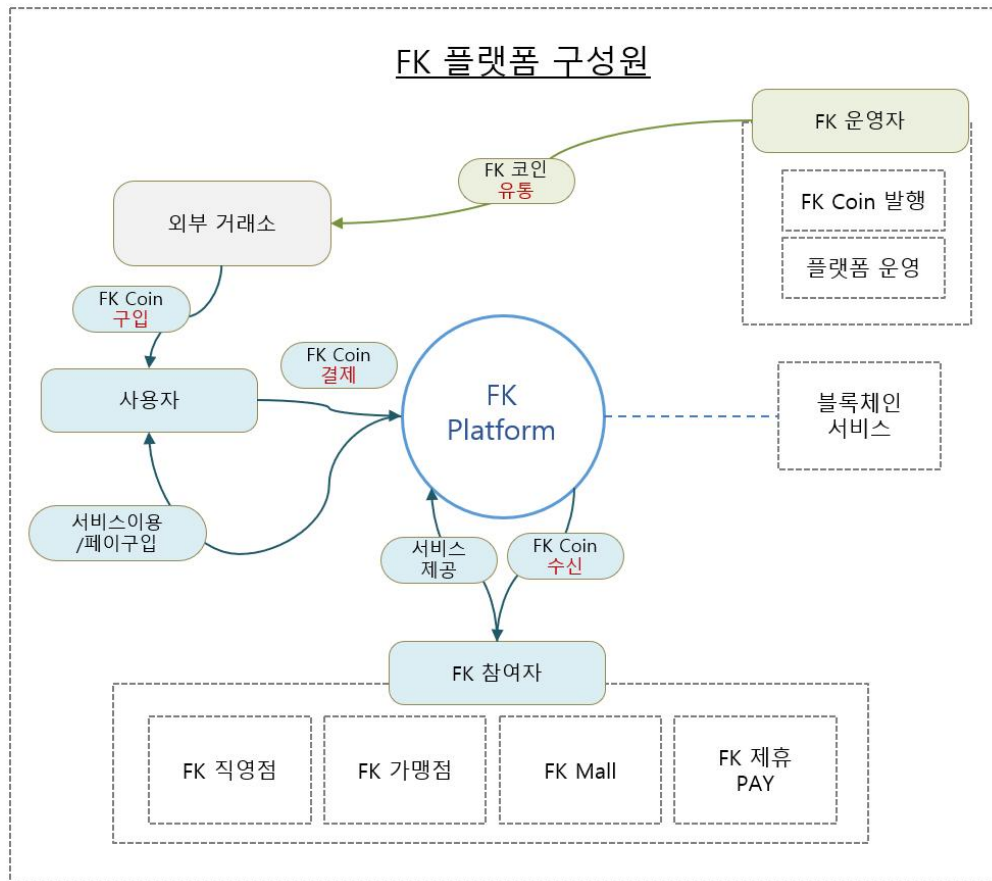 FK 플랫폼 구성원
FK 운영자
FK 코인
유통
FK Coin 발행
외부 거래소
플랫폼 운영
FK Coin
구입
FK Coin
결제
사용자
FK
Platform
블록체인
서비스
서비스이용
/페이구입
서비스
제공
FK Coin
수신
FK 참여자
FK 직영점
FK 가맹점
FK Mall
FK 제휴
PAY